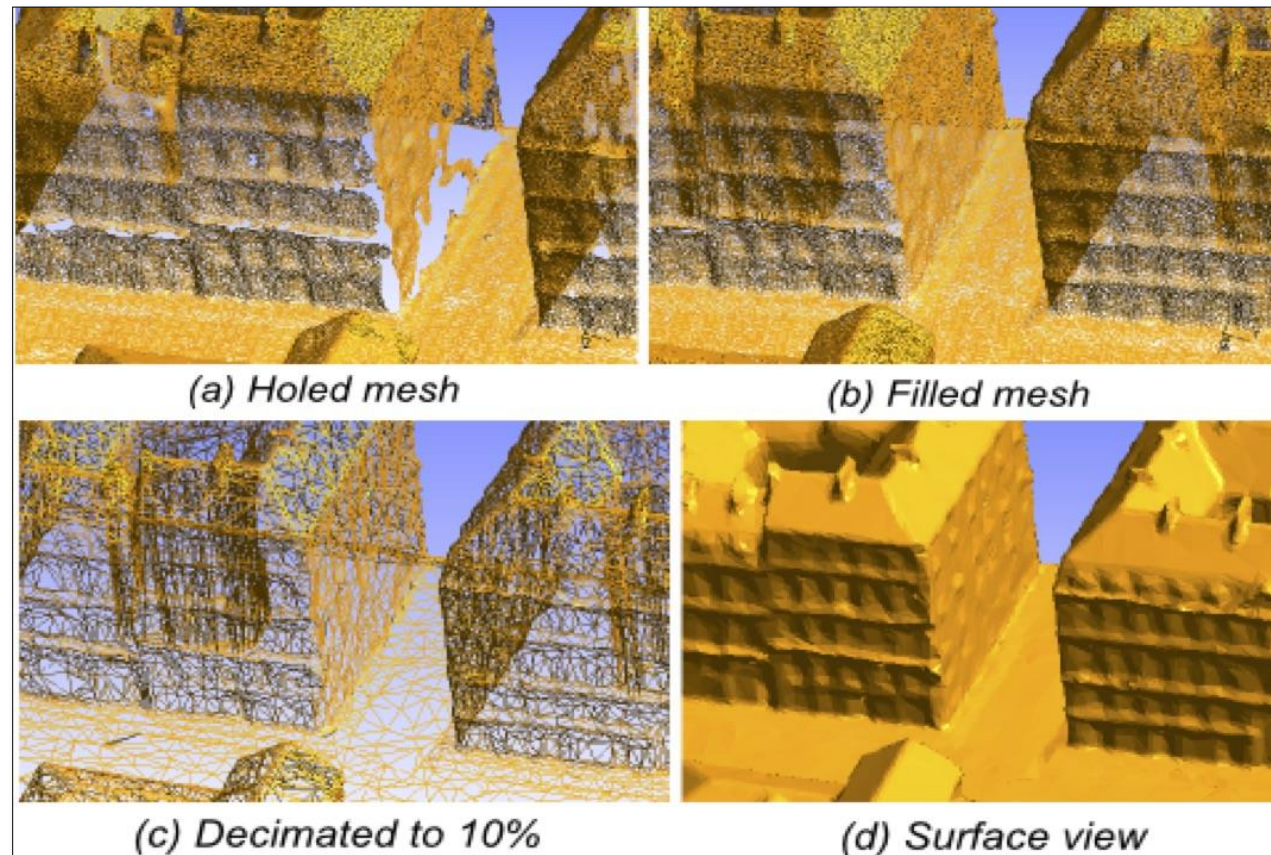 (a) Holed mesh
(b) Filled mesh
(c) Decimated to 10%
(d) Surface view